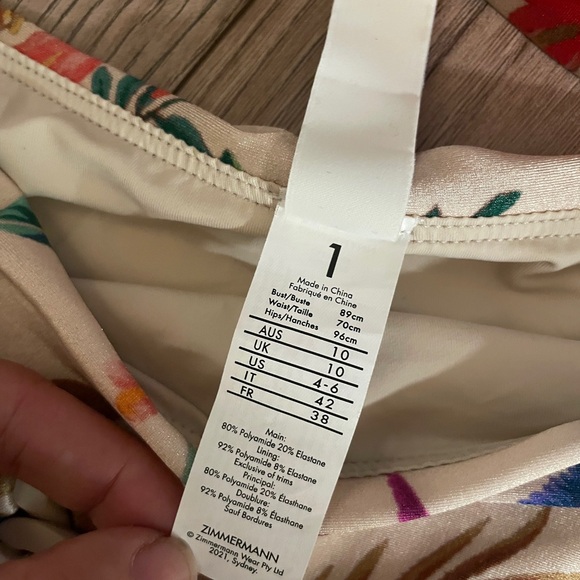 1
Made in China
Fabriqué en Chine
Bust/Buste 89cm
Waist/Taille 70cm
Hips/Hanches 96cm
AUS 10
UK 10
US 4-6
IT 42
FR 38
Main:
80% Polyamide 20% Elastane
Lining:
92% Polyamide 8% Elastane
Exclusive of trims
Principal:
80% Polyamide 20% Élasthane
Doublure:
92% Polyamide 8% Élasthane
Sauf Bordures
ZIMMERMANN
© Zimmermann Wear Pty Ltd
2021, Sydney.